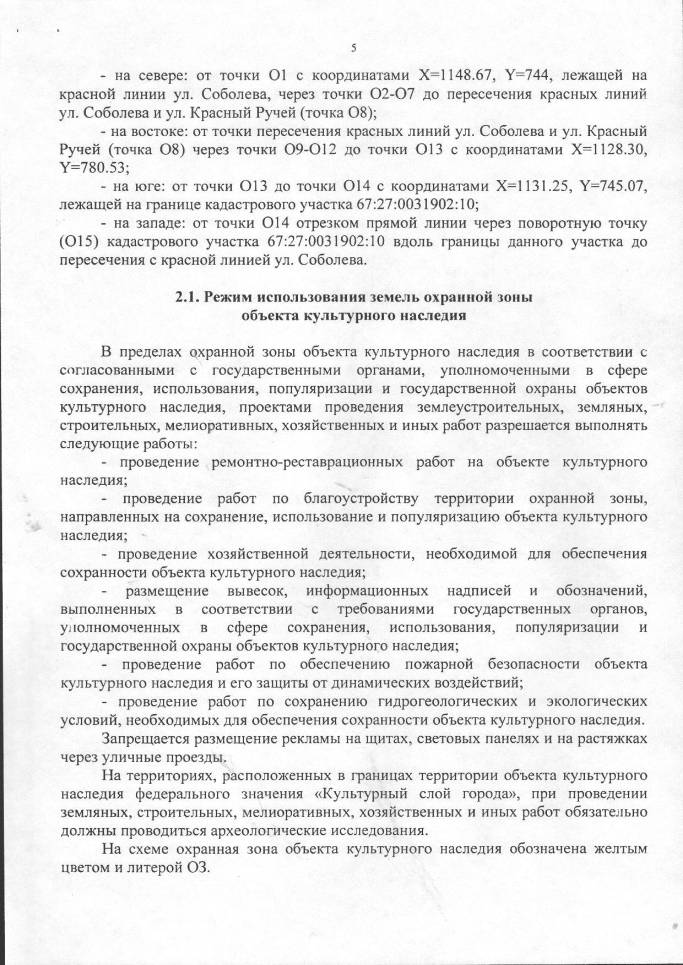 5
- на севере: от точки О1 с координатами X=1148.67, Y=744, лежащей на
красной линии ул. Соболева, через точки О2-О7 до пересечения красных линий
ул. Соболева и ул. Красный Ручей (точка О8);
- на востоке: от точки пересечения красных линий ул. Соболева и ул. Красный
Ручей (точка О8) через точки О9-О12 до точки О13 с координатами X=1128.30,
Y=780.53;
- на юге: от точки О13 до точки О14 с координатами X=1131.25, Y=745.07,
лежащей на границе кадастрового участка 67:27:0031902:10;
- на западе: от точки О14 отрезком прямой линии через поворотную точку
(О15) кадастрового участка 67:27:0031902:10 вдоль границы данного участка до
пересечения с красной линией ул. Соболева.
2.1. Режим использования земель охранной зоны
объекта культурного наследия
В пределах охранной зоны объекта культурного наследия в соответствии с
согласованными с государственными органами, уполномоченными в сфере
сохранения, использования, популяризации и государственной охраны объектов
культурного наследия, проектами проведения землеустроительных, земляных,
строительных, мелиоративных, хозяйственных и иных работ разрешается выполнять
следующие работы:
- проведение ремонтно-реставрационных работ на объекте культурного
наследия;
- проведение работ по благоустройству территории охранной зоны,
направленных на сохранение, использование и популяризацию объекта культурного
наследия;
- проведение хозяйственной деятельности, необходимой для обеспечения
сохранности объекта культурного наследия;
- размещение вывесок, информационных надписей и обозначений,
выполненных в соответствии с требованиями государственных органов,
уполномоченных в сфере сохранения, использования, популяризации и
государственной охраны объектов культурного наследия;
- проведение работ по обеспечению пожарной безопасности объекта
культурного наследия и его защиты от динамических воздействий;
- проведение работ по сохранению гидрогеологических и экологических
условий, необходимых для обеспечения сохранности объекта культурного наследия.
Запрещается размещение рекламы на щитах, световых панелях и на растяжках
через уличные проезды.
На территориях, расположенных в границах территории объекта культурного
наследия федерального значения «Культурный слой города», при проведении
земляных, строительных, мелиоративных, хозяйственных и иных работ обязательно
должны проводиться археологические исследования.
На схеме охранная зона объекта культурного наследия обозначена желтым
цветом и литерой ОЗ.